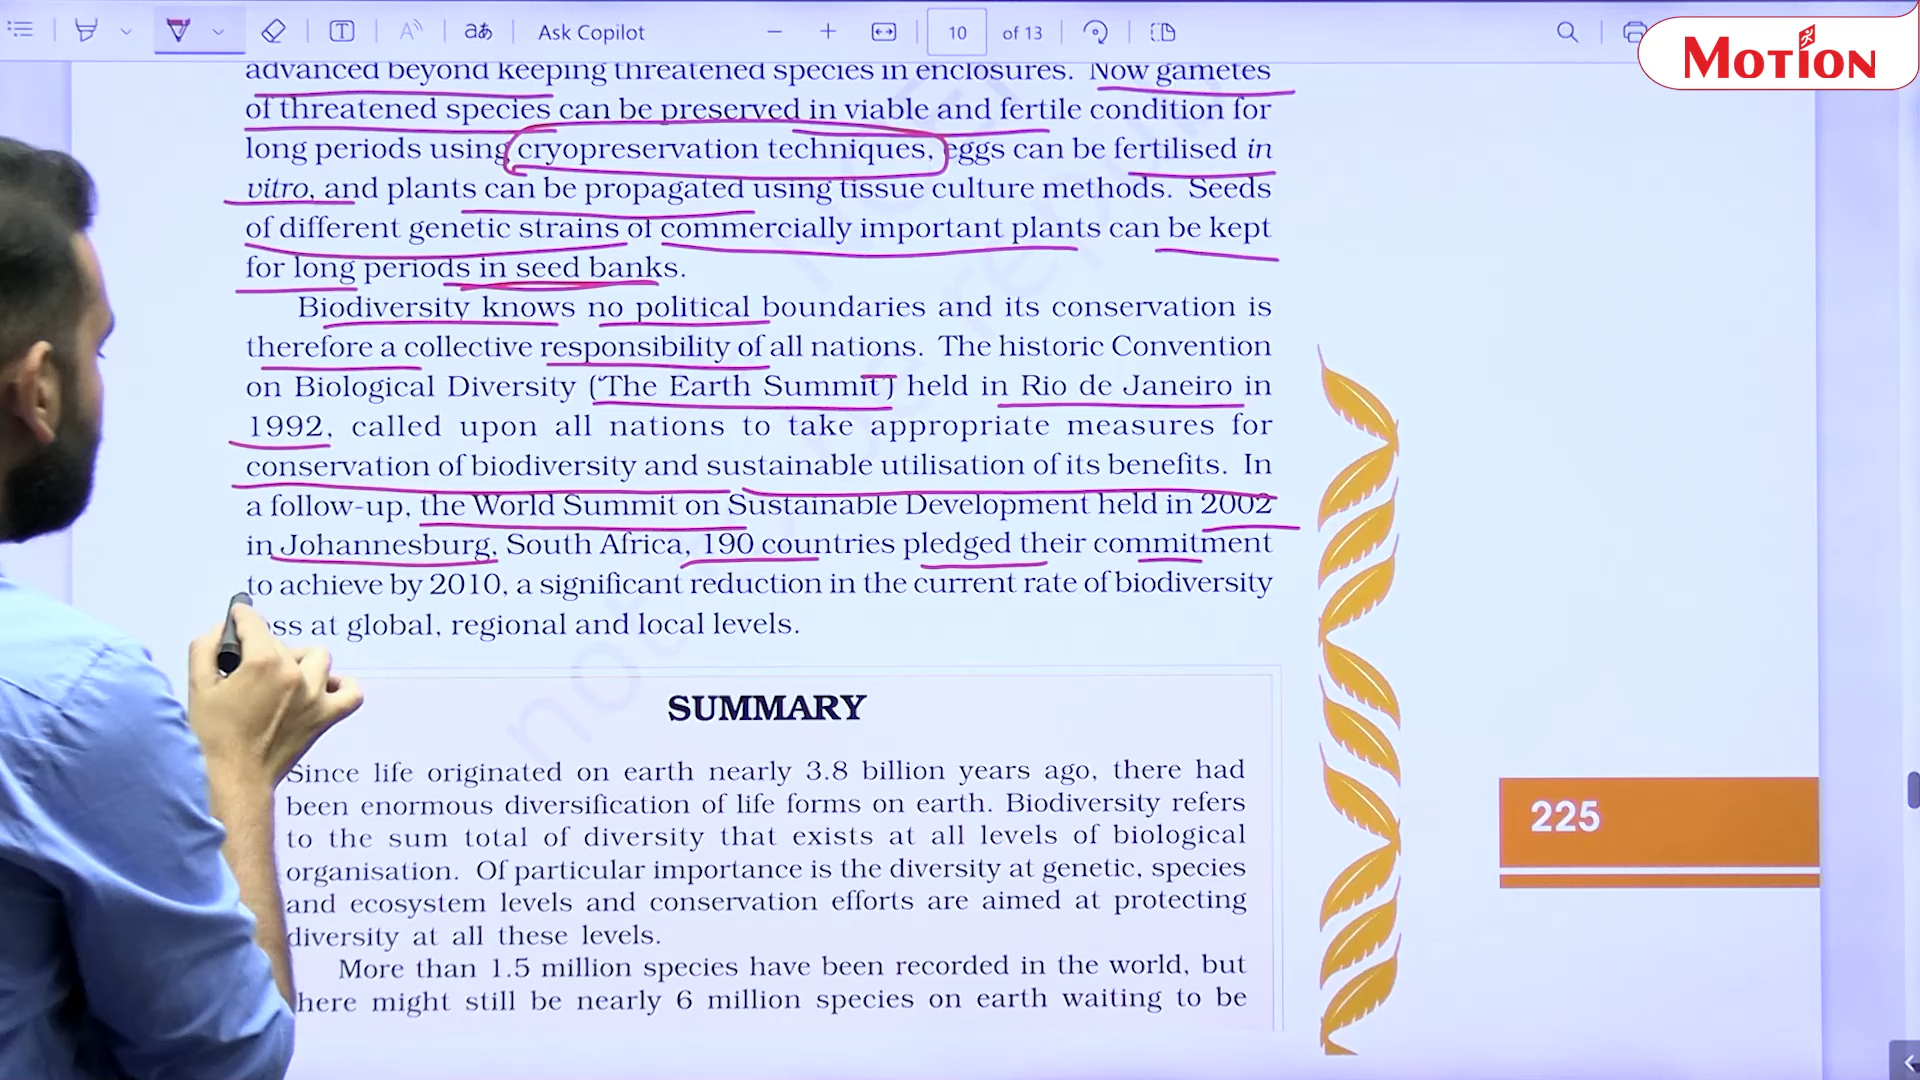 Ask Copilot
10 of 13
MOTION
advanced beyond keeping threatened species in enclosures. Now gametes
of threatened species can be preserved in viable and fertile condition for
long periods using cryopreservation techniques, eggs can be fertilised in
vitro, and plants can be propagated using tissue culture methods. Seeds
of different genetic strains of commercially important plants can be kept
for long periods in seed banks.
Biodiversity knows no political boundaries and its conservation is
therefore a collective responsibility of all nations. The historic Convention
on Biological Diversity ('The Earth Summit') held in Rio de Janeiro in
1992, called upon all nations to take appropriate measures for
conservation of biodiversity and sustainable utilisation of its benefits. In
a follow-up, the World Summit on Sustainable Development held in 2002
in Johannesburg, South Africa, 190 countries pledged their commitment
to achieve by 2010, a significant reduction in the current rate of biodiversity
oss at global, regional and local levels.
SUMMARY
Since life originated on earth nearly 3.8 billion years ago, there had
been enormous diversification of life forms on earth. Biodiversity refers
to the sum total of diversity that exists at all levels of biological
organisation. Of particular importance is the diversity at genetic, species
and ecosystem levels and conservation efforts are aimed at protecting
diversity at all these levels.
More than 1.5 million species have been recorded in the world, but
here might still be nearly 6 million species on earth waiting to be
225